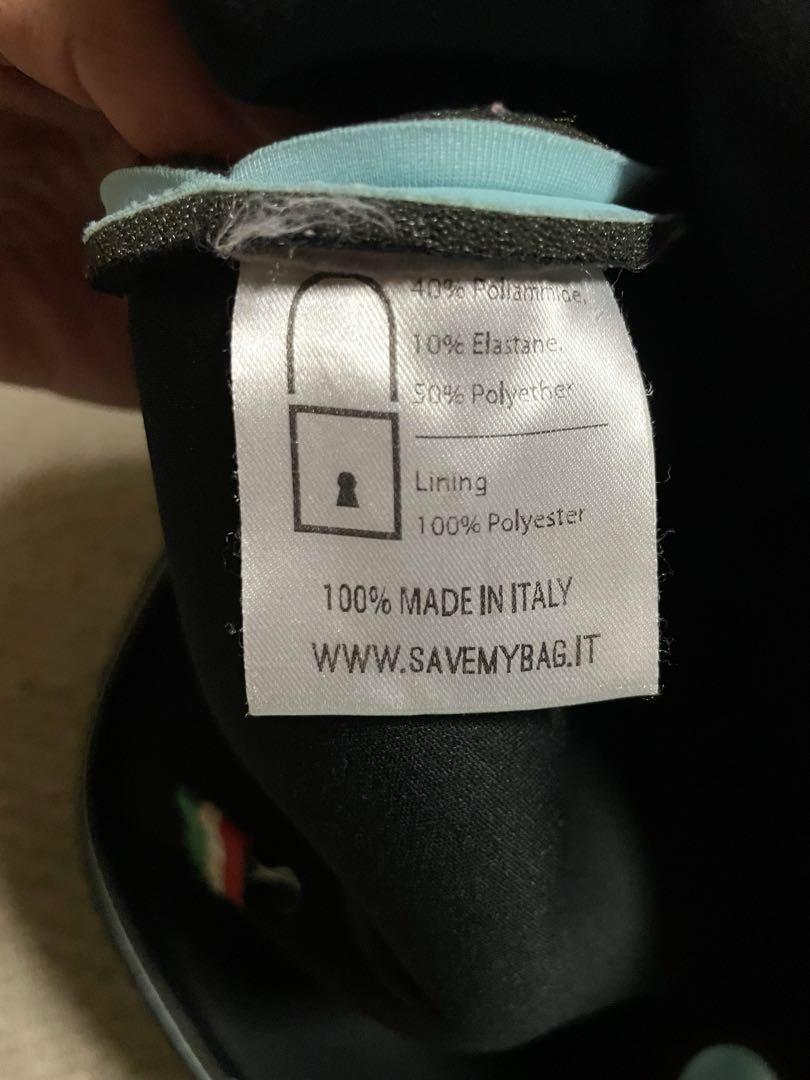 40% Poliammide,
10% Elastane,
50% Polyether
Lining
100% Polyester
100% MADE IN ITALY
WWW.SAVEMYBAG.IT